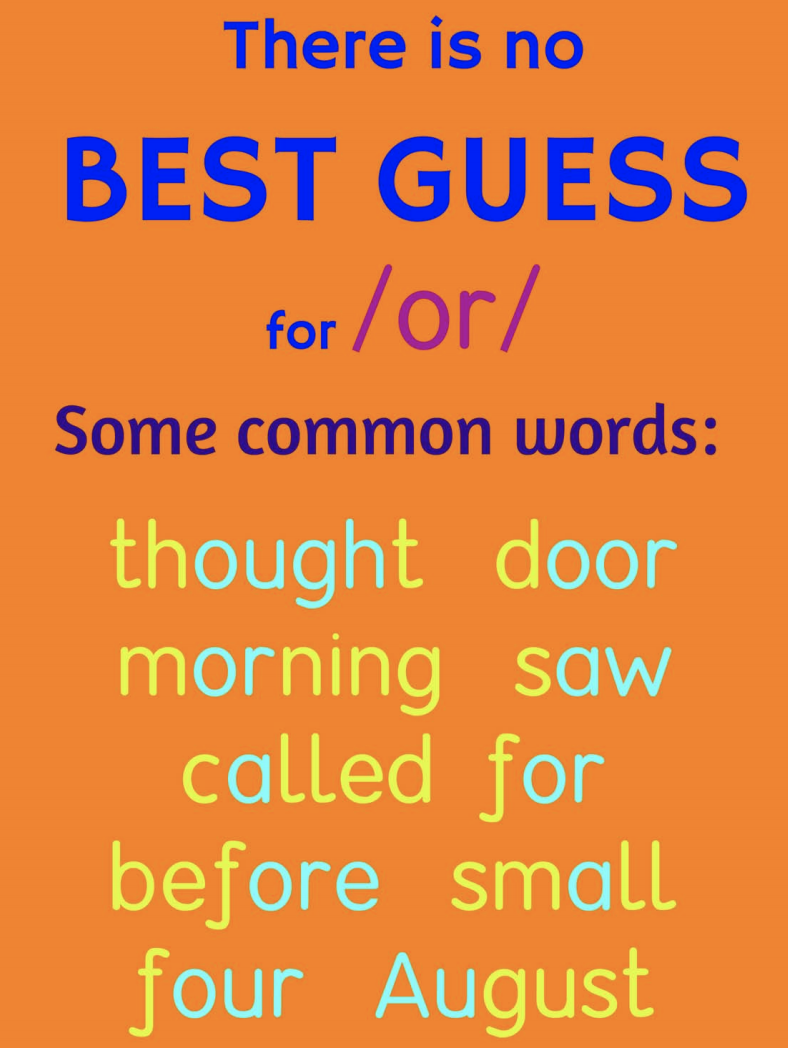 There is no
BEST GUESS
for /or/
Some common words:
thought door
morning saw
called for
before small
four August